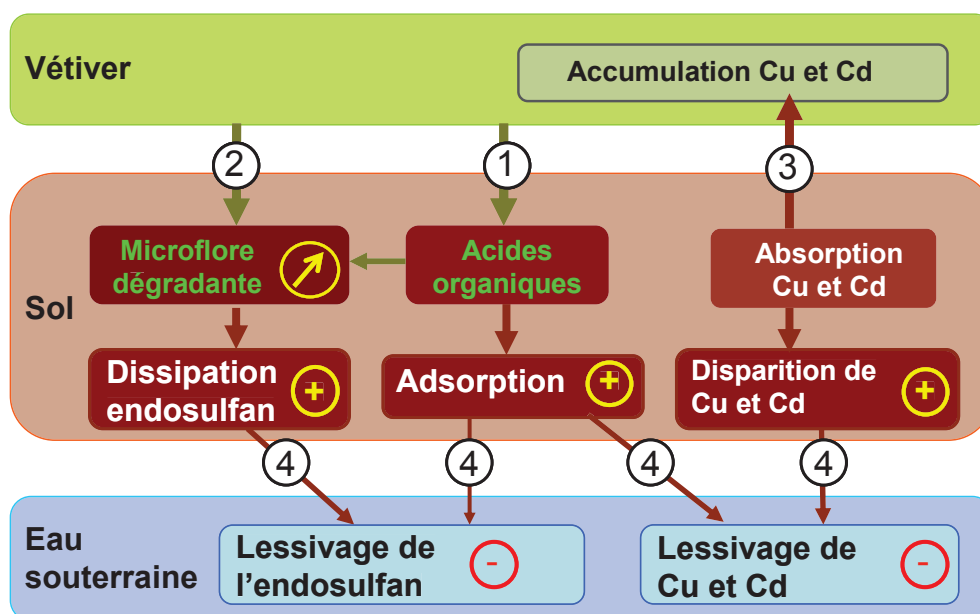 Vétiver
Accumulation Cu et Cd
2
1
3
Sol
Microflore
dégradante
Acides
organiques
Absorption
Cu et Cd
Dissipation
endosulfan
+
Adsorption
+
Disparition de
Cu et Cd
+
4
4
4
4
Eau
souterraine
Lessivage de
l'endosulfan
-
Lessivage de
Cu et Cd
-